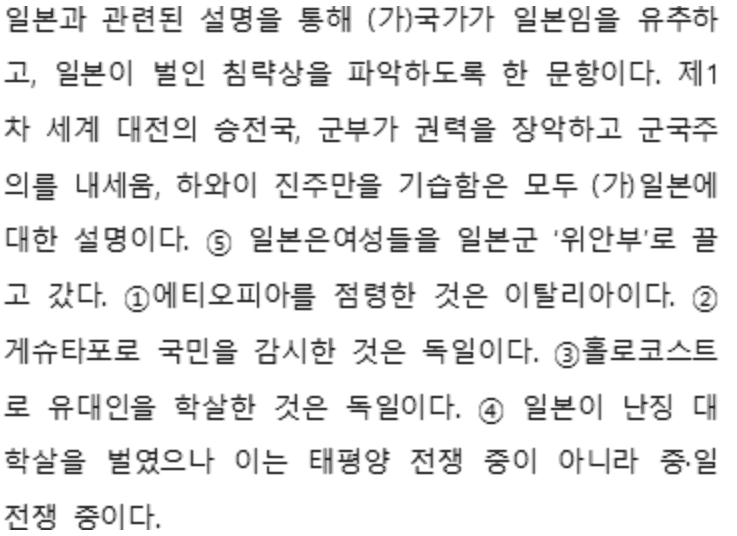 일본과 관련된 설명을 통해 (가)국가가 일본임을 유추하
고, 일본이 벌인 침략상을 파악하도록 한 문항이다. 제1
차 세계 대전의 승전국, 군부가 권력을 장악하고 군국주
의를 내세움, 하와이 진주만을 기습함은 모두 (가)일본에
대한 설명이다. ⑤ 일본은여성들을 일본군 '위안부'로 끌
고 갔다. ①에티오피아를 점령한 것은 이탈리아이다. ②
게슈타포로 국민을 감시한 것은 독일이다. ③홀로코스트
로 유대인을 학살한 것은 독일이다. ④ 일본이 난징 대
학살을 벌였으나 이는 태평양 전쟁 중이 아니라 중·일
전쟁 중이다.